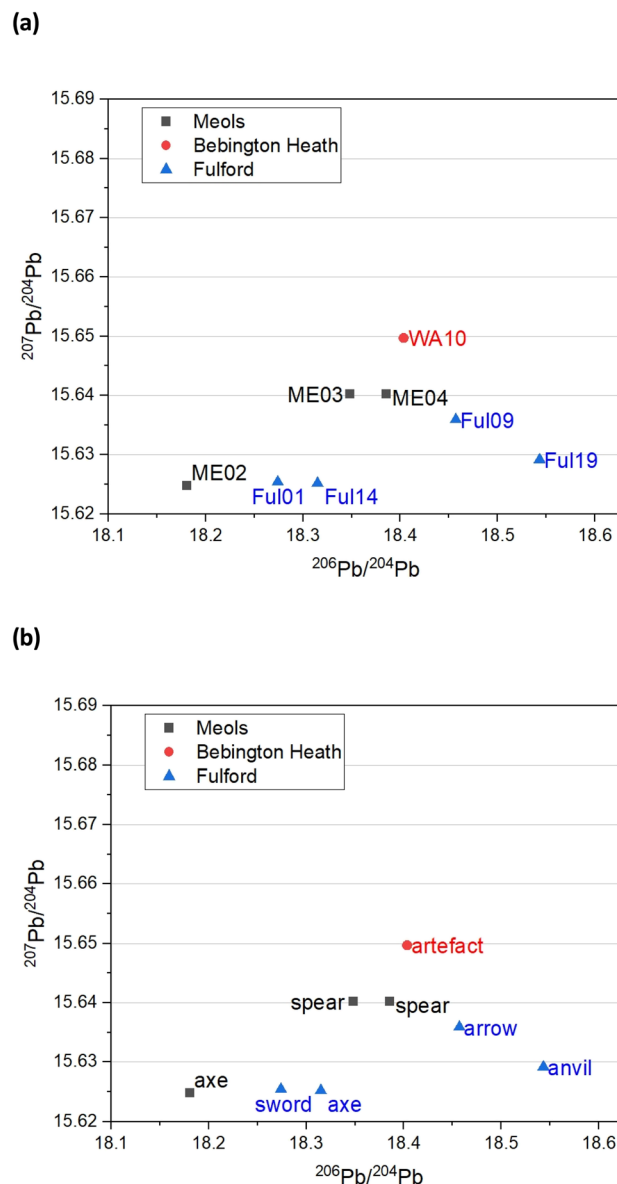 (a)
15.69
Meols
Bebington Heath
Fulford
15.68
15.67
15.66
15.65
15.64
15.63
15.62
²⁰⁷Pb/²⁰⁴Pb
WA10
ME03
ME04
Ful09
Ful19
ME02
Ful01
Ful14
18.1 18.2 18.3 18.4 18.5 18.6
²⁰⁶Pb/²⁰⁴Pb
(b)
15.69
Meols
Bebington Heath
Fulford
15.68
15.67
15.66
15.65
15.64
15.63
15.62
²⁰⁷Pb/²⁰⁴Pb
artefact
spear
spear
arrow
anvil
axe
sword
axe
18.1 18.2 18.3 18.4 18.5 18.6
²⁰⁶Pb/²⁰⁴Pb